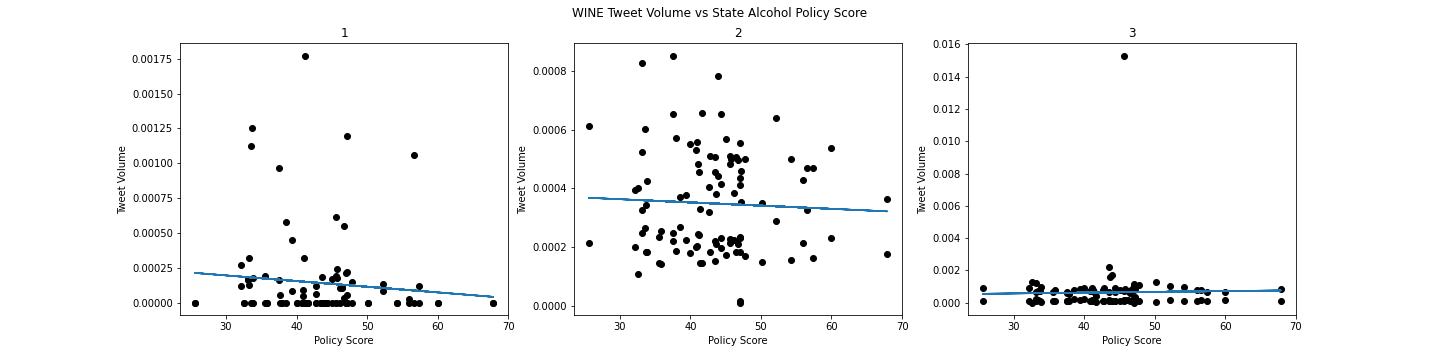 WINE Tweet Volume vs State Alcohol Policy Score
1
0.00175
0.00150
0.00125
0.00100
0.00075
0.00050
0.00025
0.00000
Tweet Volume
30 40 50 60 70
Policy Score
2
0.0008
0.0006
0.0004
0.0002
0.0000
Tweet Volume
30 40 50 60 70
Policy Score
3
0.016
0.014
0.012
0.010
0.008
0.006
0.004
0.002
0.000
Tweet Volume
30 40 50 60 70
Policy Score